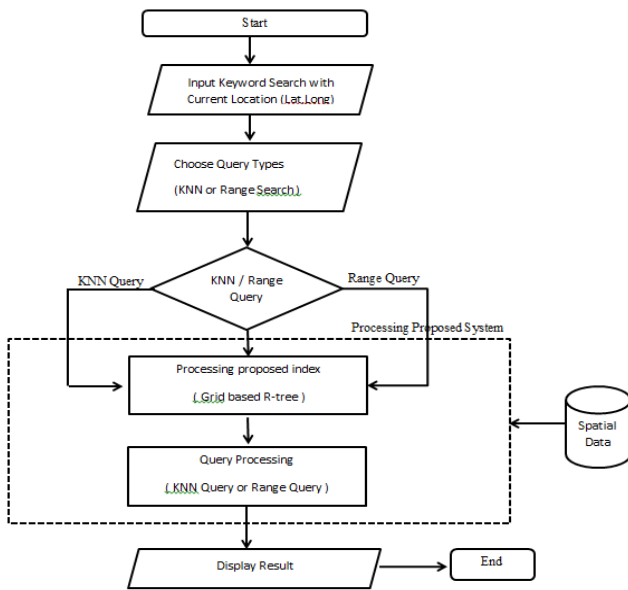 Start
Input Keyword Search with
Current Location (Lat,Long)
Choose Query Types
(KNN or Range Search)
KNN Query
KNN / Range
Query
Range Query
Processing Proposed System
Processing proposed index
( Grid based R-tree )
Spatial
Data
Query Processing
( KNN Query or Range Query )
Display Result
End